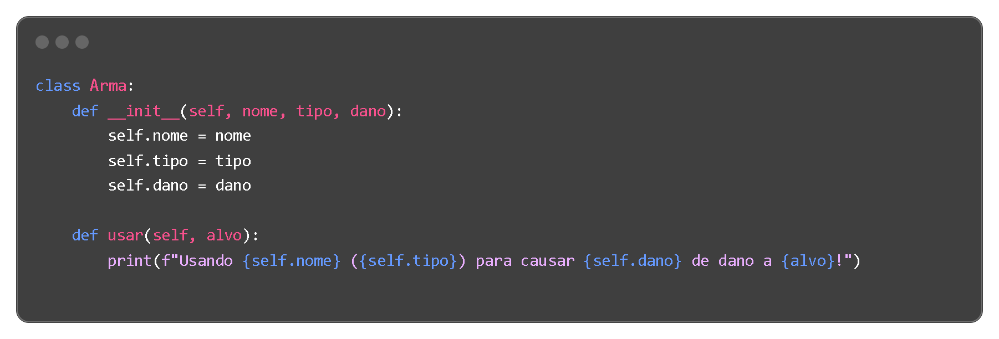 class Arma:
    def __init__(self, nome, tipo, dano):
        self.nome = nome
        self.tipo = tipo
        self.dano = dano
    def usar(self, alvo):
        print(f"Usando {self.nome} ({self.tipo}) para causar {self.dano} de dano a {alvo}!")